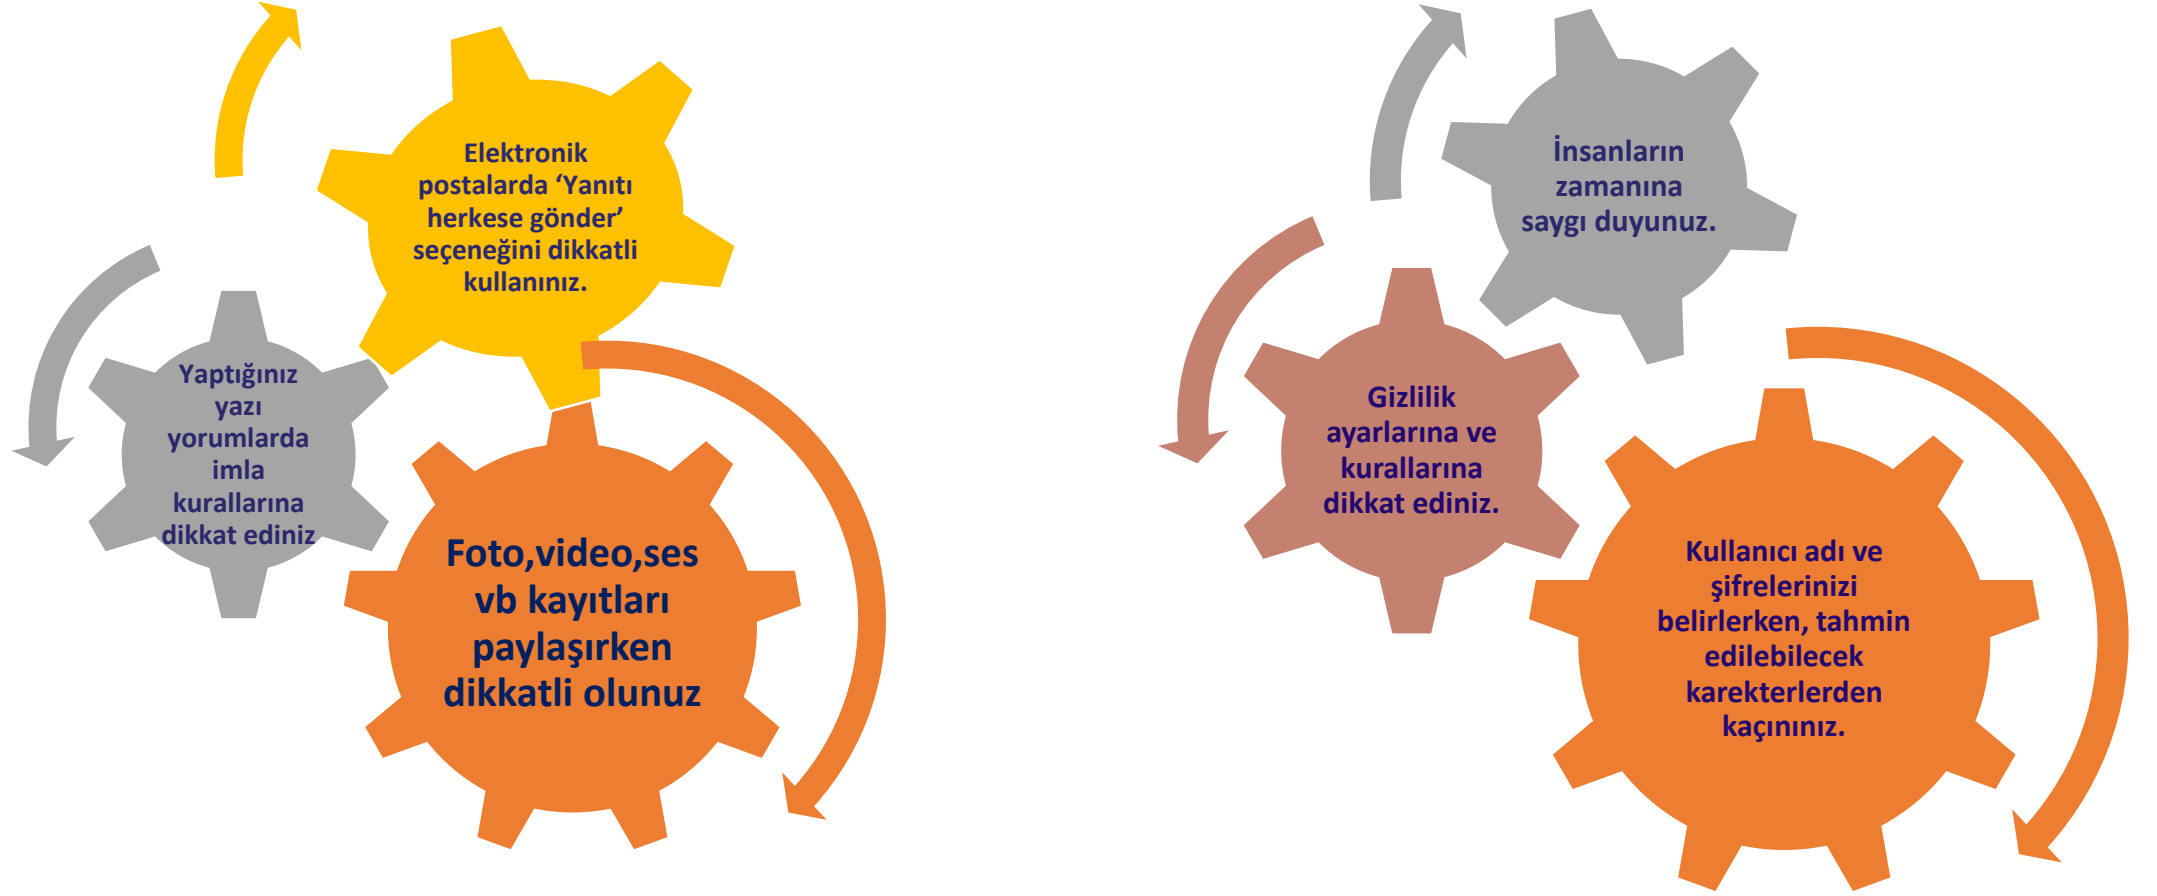 Elektronik
postalarda ‘Yanıtı
herkese gönder’
seçeneğini dikkatli
kullanınız.
Yaptığınız
yazı
yorumlarda
imla
kurallarına
dikkat ediniz
Foto,video,ses
vb kayıtları
paylaşırken
dikkatli olunuz
İnsanların
zamanına
saygı duyunuz.
Gizlilik
ayarlarına ve
kurallarına
dikkat ediniz.
Kullanıcı adı ve
şifrelerinizi
belirlerken, tahmin
edilebilecek
karekterlerden
kaçınınız.